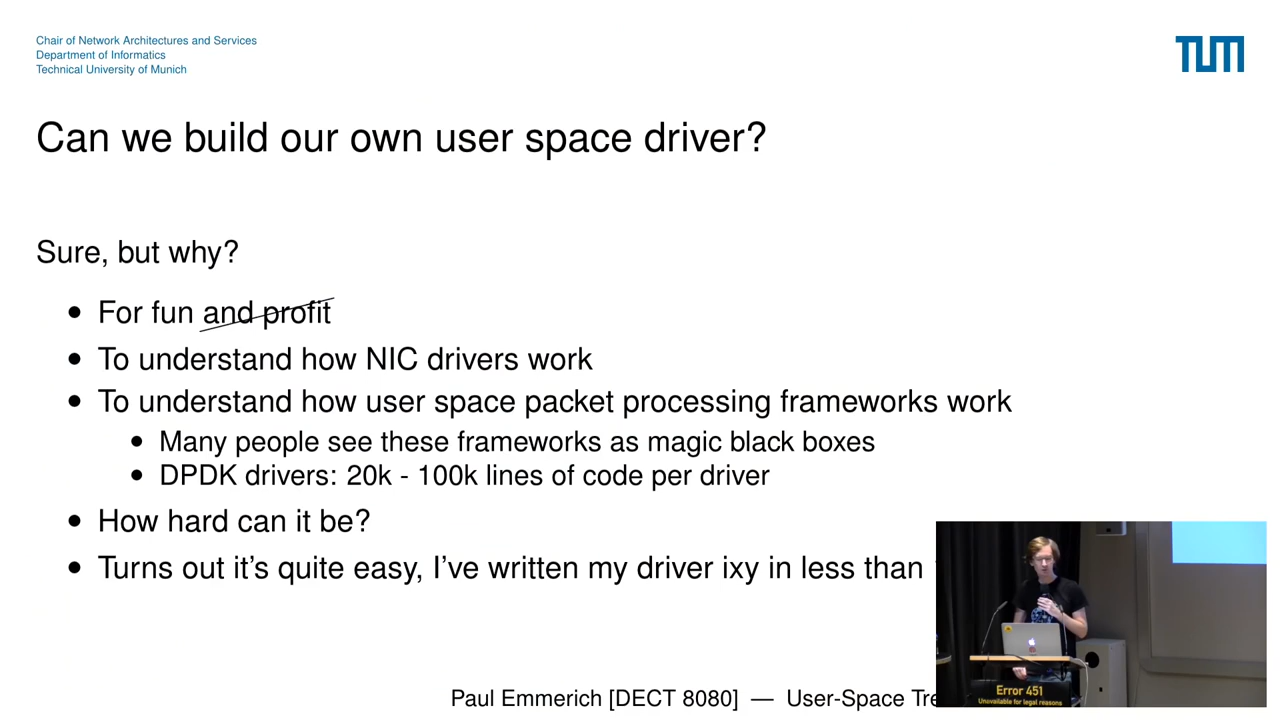 Chair of Network Architectures and Services
Department of Informatics
Technical University of Munich
TUM
Can we build our own user space driver?
Sure, but why?
• For fun and profit
• To understand how NIC drivers work
• To understand how user space packet processing frameworks work
• Many people see these frameworks as magic black boxes
• DPDK drivers: 20k - 100k lines of code per driver
• How hard can it be?
• Turns out it's quite easy, I've written my driver ixy in less than
Paul Emmerich [DECT 8080] — User-Space
Error 451
Unavailable for legal reasons